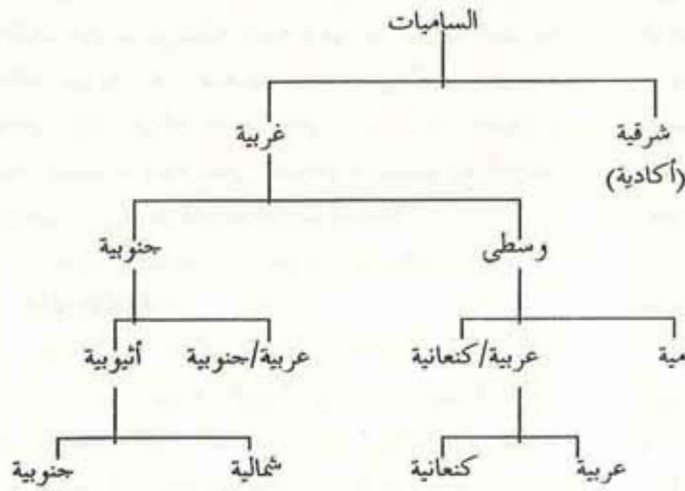 الساميات
شرقية
(أكادية)
غربية
وسطى
جنوبية
عربية/كنعانية
عربية/جنوبية
أثيوبية
عربية
كنعانية
شمالية
جنوبية